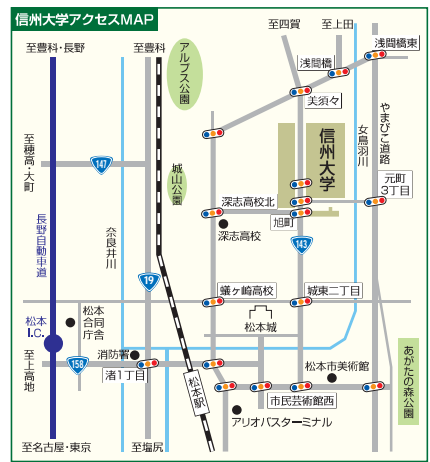 信州大学アクセスMAP
至四賀
至上田
浅間橋東
至豊科・長野
至豊科
アルプス公園
浅間橋
美須々
至穂高・大町
147
城山公園
信州大学
女鳥羽川
やまびこ道路
元町
3丁目
深志高校北
旭町
深志高校
長野自動車道
奈良井川
143
19
蟻ヶ崎高校
城東二丁目
松本
合同
庁舎
松本
I.C.
松本城
至上高地
158
消防署
渚1丁目
松本駅
松本市美術館
市民芸術館西
あがたの森公園
アリオバスターミナル
至名古屋・東京
至塩尻